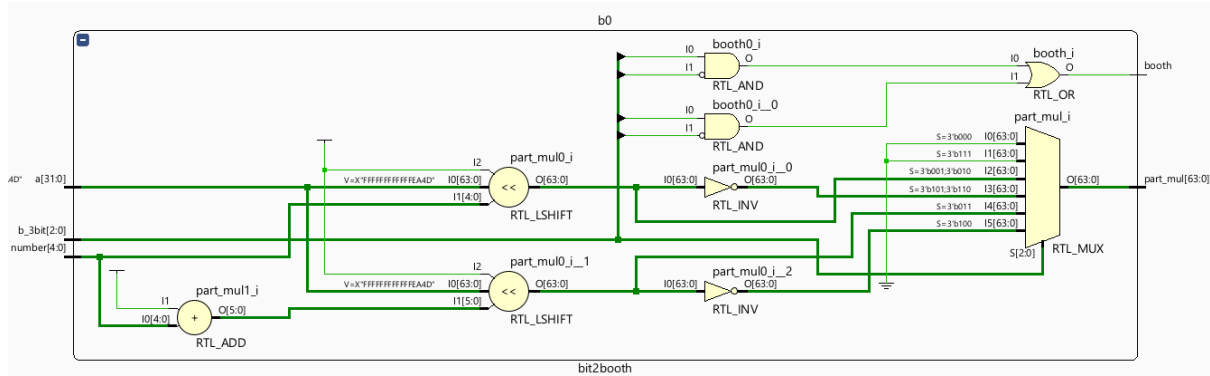 b0
booth0_i
I0
I1
O
RTL_AND
booth0_i__0
I0
I1
O
RTL_AND
booth_i
I0
I1
O
RTL_OR
booth
part_mul_i
S=3'b000 I0[63:0]
S=3'b111 I1[63:0]
S=3'b001;3'b010 I2[63:0]
S=3'b101;3'b110 I3[63:0]
S=3'b011 I4[63:0]
S=3'b100 I5[63:0]
S[2:0]
O[63:0]
RTL_MUX
part_mul[63:0]
4D" a[31:0]
b_3bit[2:0]
number[4:0]
part_mul0_i
I2
V=X"FFFFFFFFFFFEA4D" I0[63:0]
I1[4:0]
O[63:0]
RTL_LSHIFT
part_mul0_i__0
I0[63:0] O[63:0]
RTL_INV
part_mul0_i__1
I2
V=X"FFFFFFFFFFFEA4D" I0[63:0]
I1[5:0]
O[63:0]
RTL_LSHIFT
part_mul0_i__2
I0[63:0] O[63:0]
RTL_INV
part_mul1_i
I1
I0[4:0]
+
O[5:0]
RTL_ADD
<<
<<
bit2booth